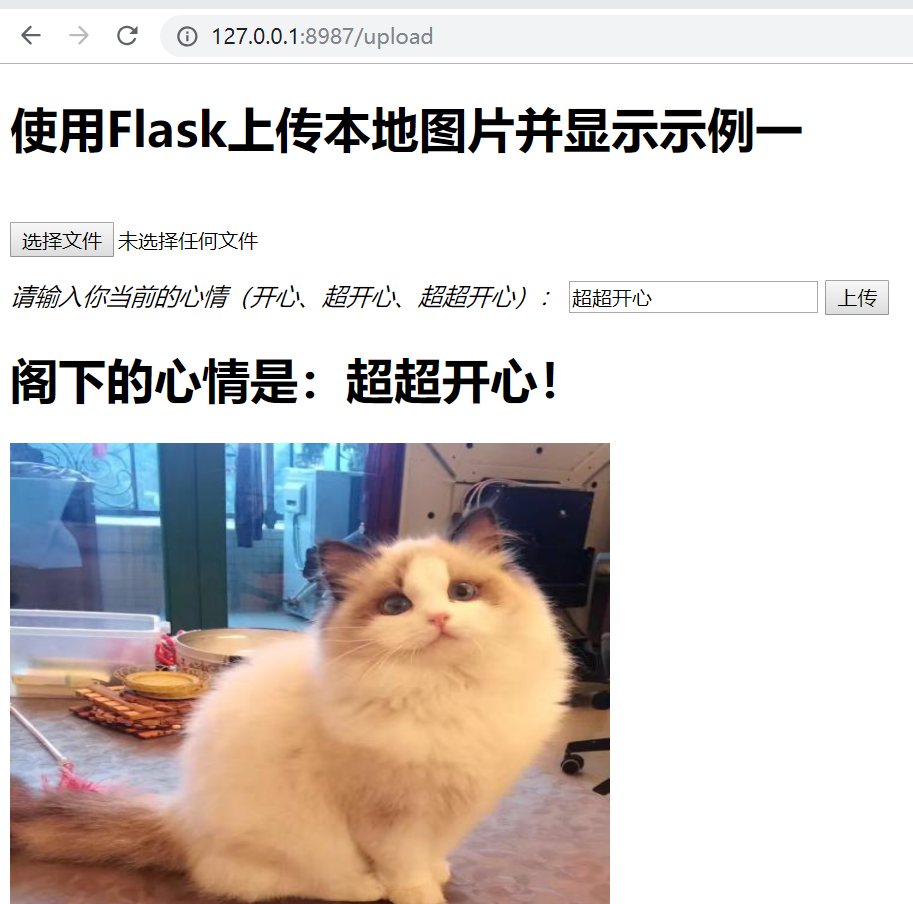 127.0.0.1:8987/upload
使用Flask上传本地图片并显示示例一
选择文件 未选择任何文件
请输入你当前的心情（开心、超开心、超超开心）： 超超开心 上传
阁下的心情是：超超开心！